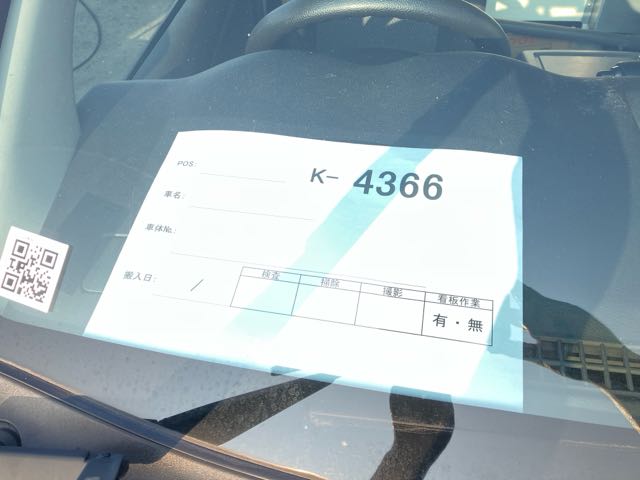 POS:
K- 4366
車名:
車体No.:
搬入日: /
検査 掃除 撮影 看板作業
有・無